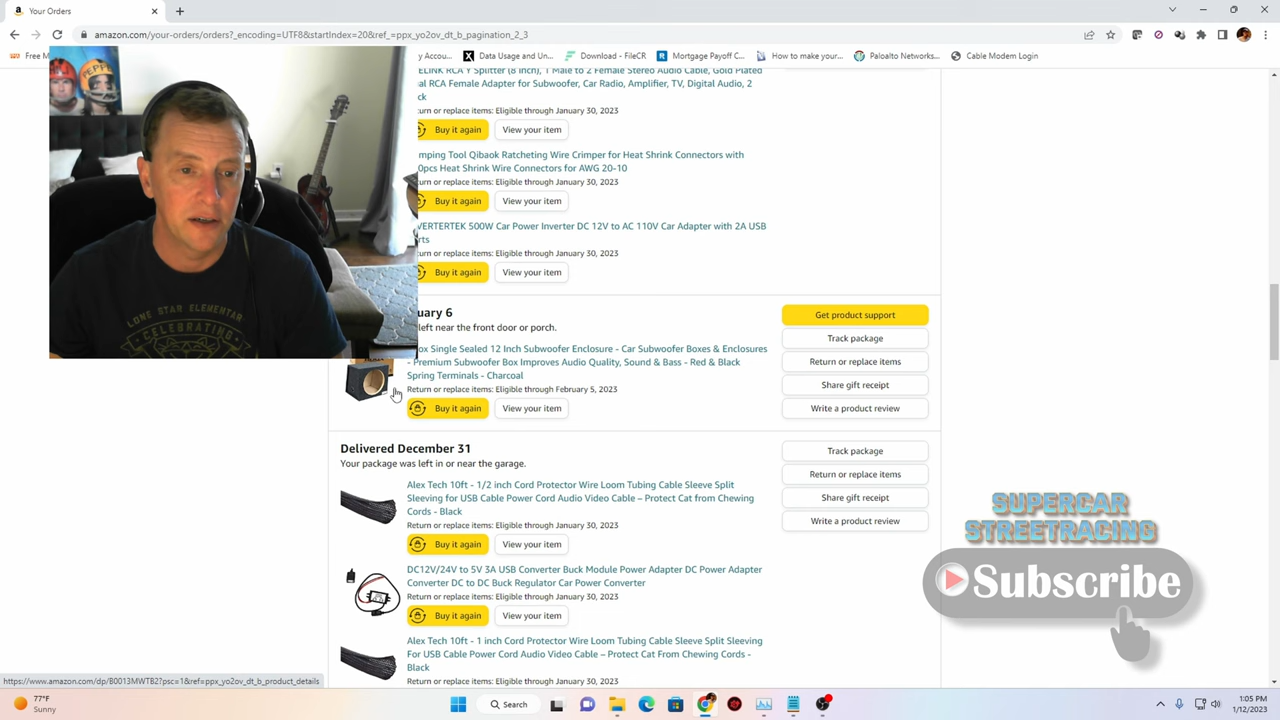 Your Orders
amazon.com/your-orders/orders?_encoding=UTF8&startIndex=20&ref_=ppx_yo2ov_dt_b_pagination_2_3
Free M
y Accou...
Data Usage and Un...
Download - FileCR
Mortgage Payoff C...
How to make your...
Paloalto Networks...
Cable Modem Login
ELINK RCA Y Splitter (8 Inch), 1 Male to 2 Female Stereo Audio Cable, Gold Plated
al RCA Female Adapter for Subwoofer, Car Radio, Amplifier, TV, Digital Audio, 2
ck
turn or replace items: Eligible through January 30, 2023
Buy it again
View your item
mping Tool Qibaok Ratcheting Wire Crimper for Heat Shrink Connectors with
0pcs Heat Shrink Wire Connectors for AWG 20-10
turn or replace items: Eligible through January 30, 2023
Buy it again
View your item
VERTERTEK 500W Car Power Inverter DC 12V to AC 110V Car Adapter with 2A USB
rts
turn or replace items: Eligible through January 30, 2023
Buy it again
View your item
LONE STAR ELEMENTAR
CELEBRATING
uary 6
left near the front door or porch.
ox Single Sealed 12 Inch Subwoofer Enclosure - Car Subwoofer Boxes & Enclosures
- Premium Subwoofer Box Improves Audio Quality, Sound & Bass - Red & Black
Spring Terminals - Charcoal
Return or replace items: Eligible through February 5, 2023
Buy it again
View your item
Get product support
Track package
Return or replace items
Share gift receipt
Write a product review
Delivered December 31
Your package was left in or near the garage.
Alex Tech 10ft - 1/2 inch Cord Protector Wire Loom Tubing Cable Sleeve Split
Sleeving for USB Cable Power Cord Audio Video Cable – Protect Cat from Chewing
Cords - Black
Return or replace items: Eligible through January 30, 2023
Buy it again
View your item
Track package
Return or replace items
Share gift receipt
Write a product review
DC12V/24V to 5V 3A USB Converter Buck Module Power Adapter DC Power Adapter
Converter DC to DC Buck Regulator Car Power Converter
Return or replace items: Eligible through January 30, 2023
Buy it again
View your item
Alex Tech 10ft - 1 inch Cord Protector Wire Loom Tubing Cable Sleeve Split Sleeving
For USB Cable Power Cord Audio Video Cable – Protect Cat From Chewing Cords -
Black
Return or replace items: Eligible through January 30, 2023
SUPERCAR
STREETRACING
Subscribe
https://www.amazon.com/dp/B0013MWTB2?psc=1&ref=ppx_yo2ov_dt_b_product_details
77°F
Sunny
Search
1:05 PM
1/12/2023